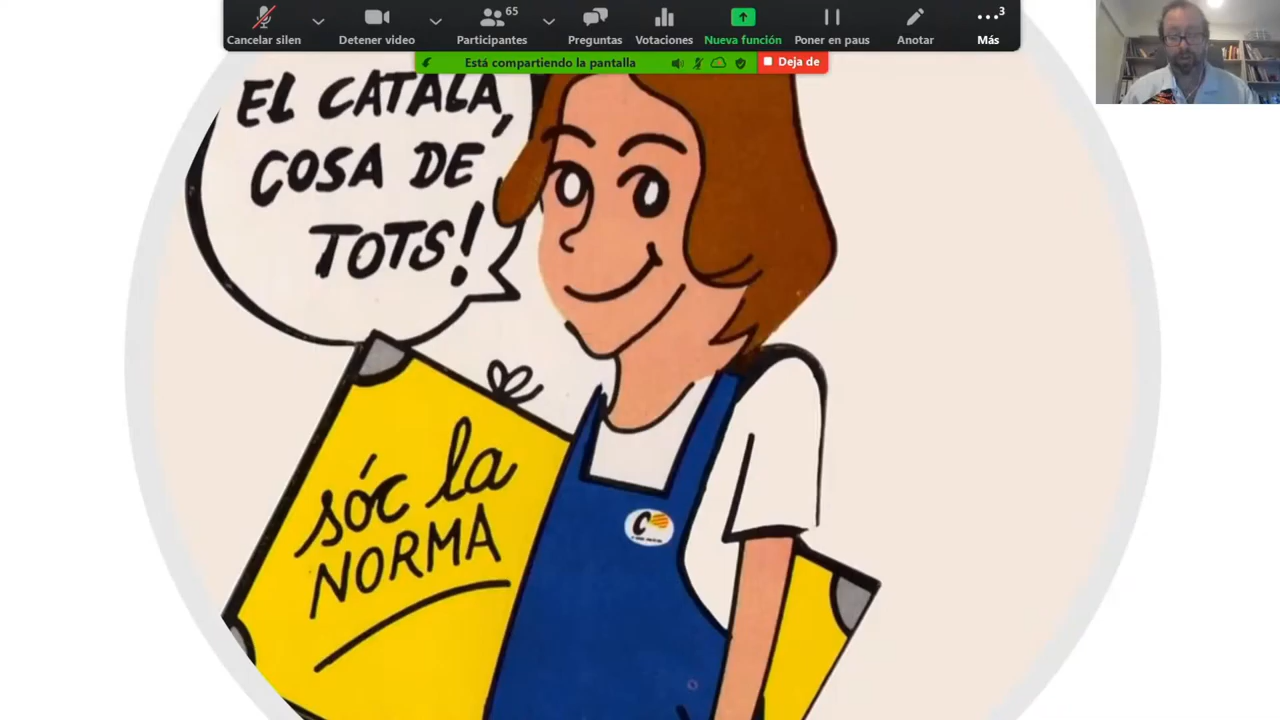 65
3
Cancelar silen
Detener video
Participantes
Preguntas
Votaciones
Nueva función
Poner en paus
Anotar
Más
Está compartiendo la pantalla
Deja de
EL CATALÀ,
COSA DE
TOTS!
sóc la
NORMA
C